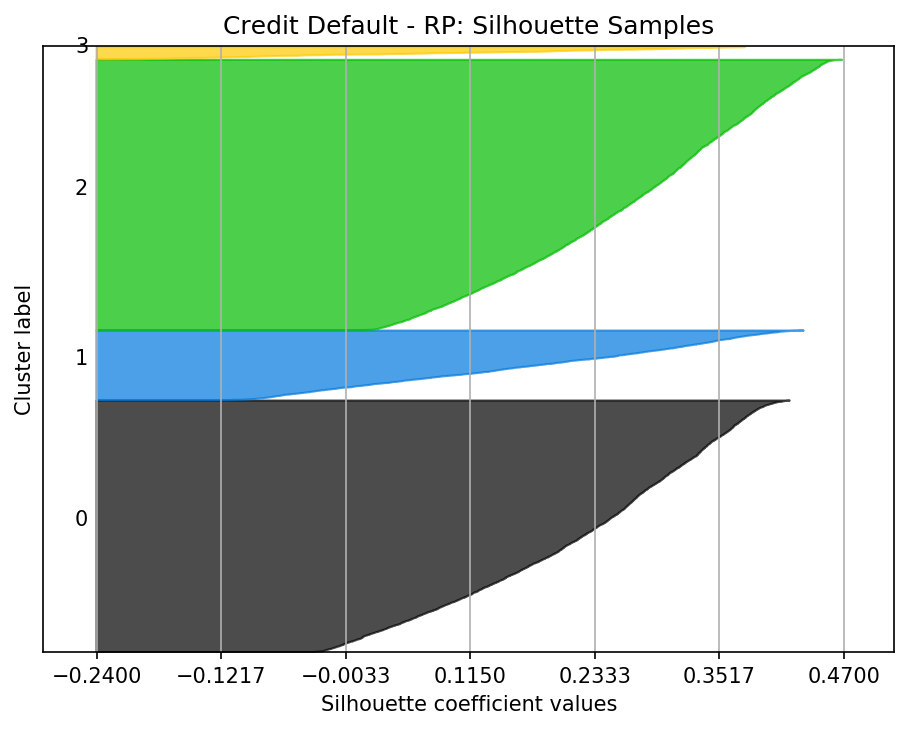 Credit Default - RP: Silhouette Samples
3
2
1
0
Cluster label
−0.2400 −0.1217 −0.0033 0.1150 0.2333 0.3517 0.4700
Silhouette coefficient values